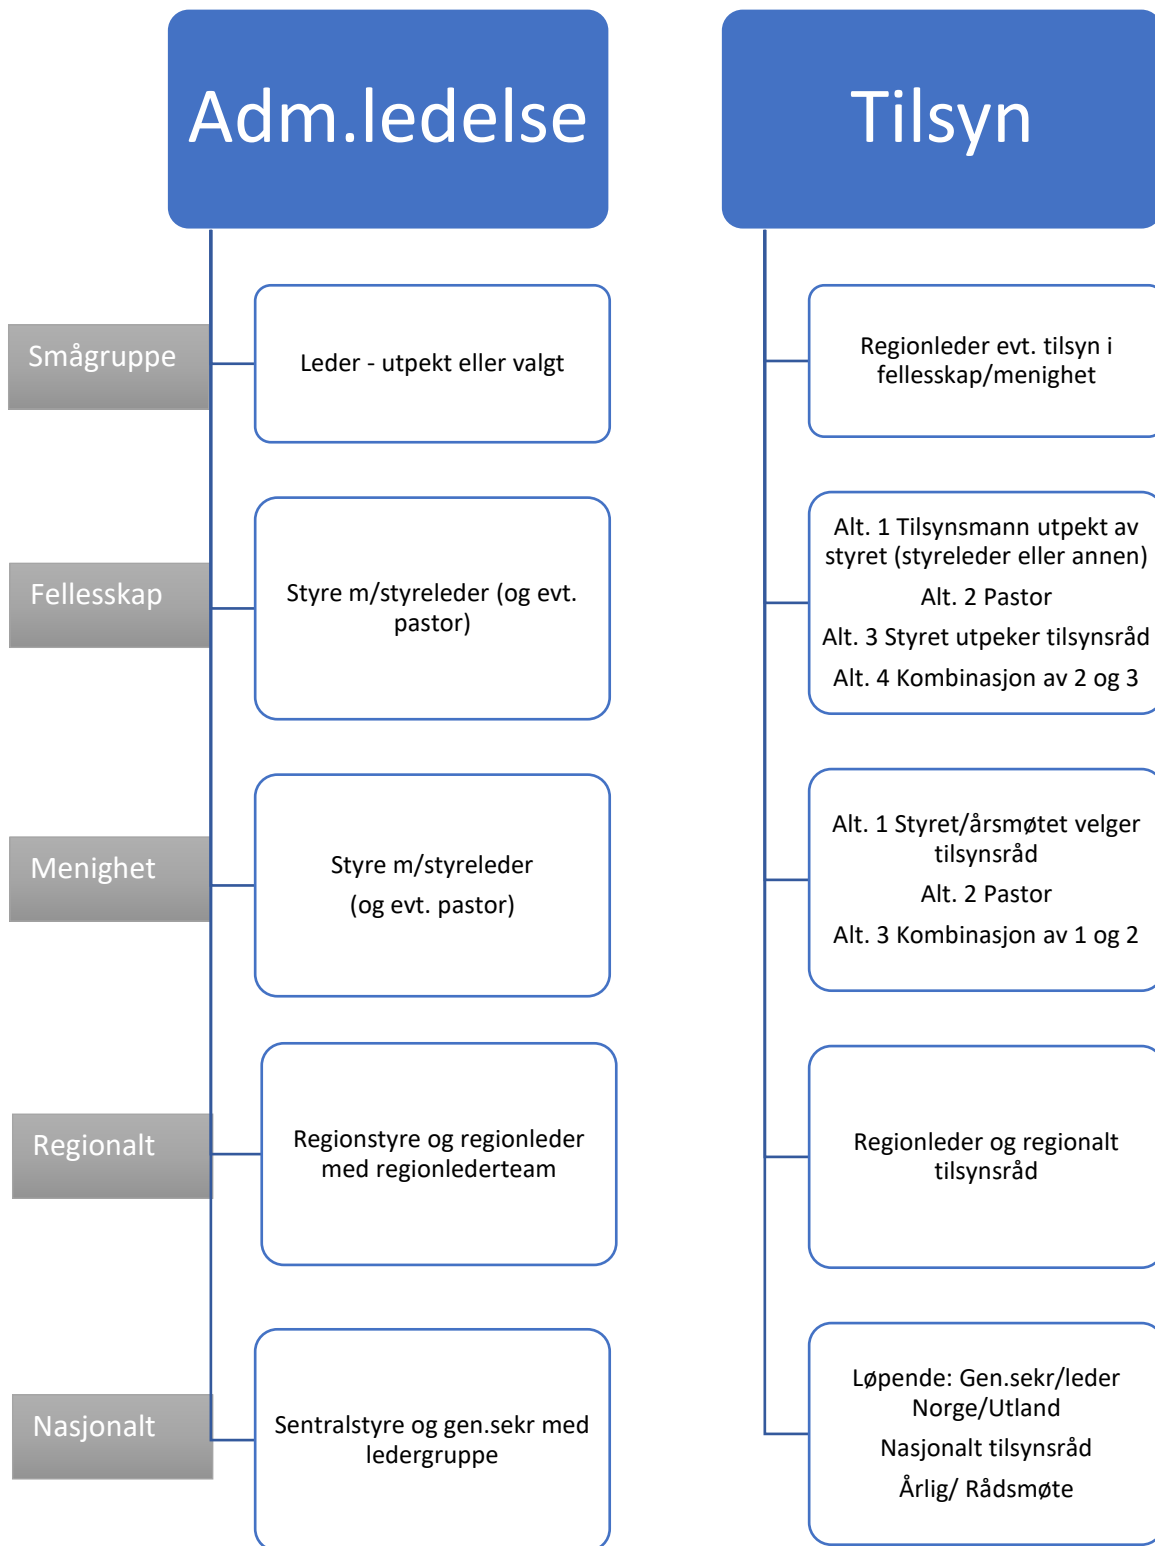 Adm.ledelse
Tilsyn
Smågruppe
Leder - utpekt eller valgt
Regionleder evt. tilsyn i
fellesskap/menighet
Fellesskap
Styre m/styreleder (og evt.
pastor)
Alt. 1 Tilsynsmann utpekt av
styret (styreleder eller annen)
Alt. 2 Pastor
Alt. 3 Styret utpeker tilsynsråd
Alt. 4 Kombinasjon av 2 og 3
Menighet
Styre m/styreleder
(og evt. pastor)
Alt. 1 Styret/årsmøtet velger
tilsynsråd
Alt. 2 Pastor
Alt. 3 Kombinasjon av 1 og 2
Regionalt
Regionstyre og regionleder
med regionlederteam
Regionleder og regionalt
tilsynsråd
Nasjonalt
Sentralstyre og gen.sekr med
ledergruppe
Løpende: Gen.sekr/leder
Norge/Utland
Nasjonalt tilsynsråd
Årlig/ Rådsmøte